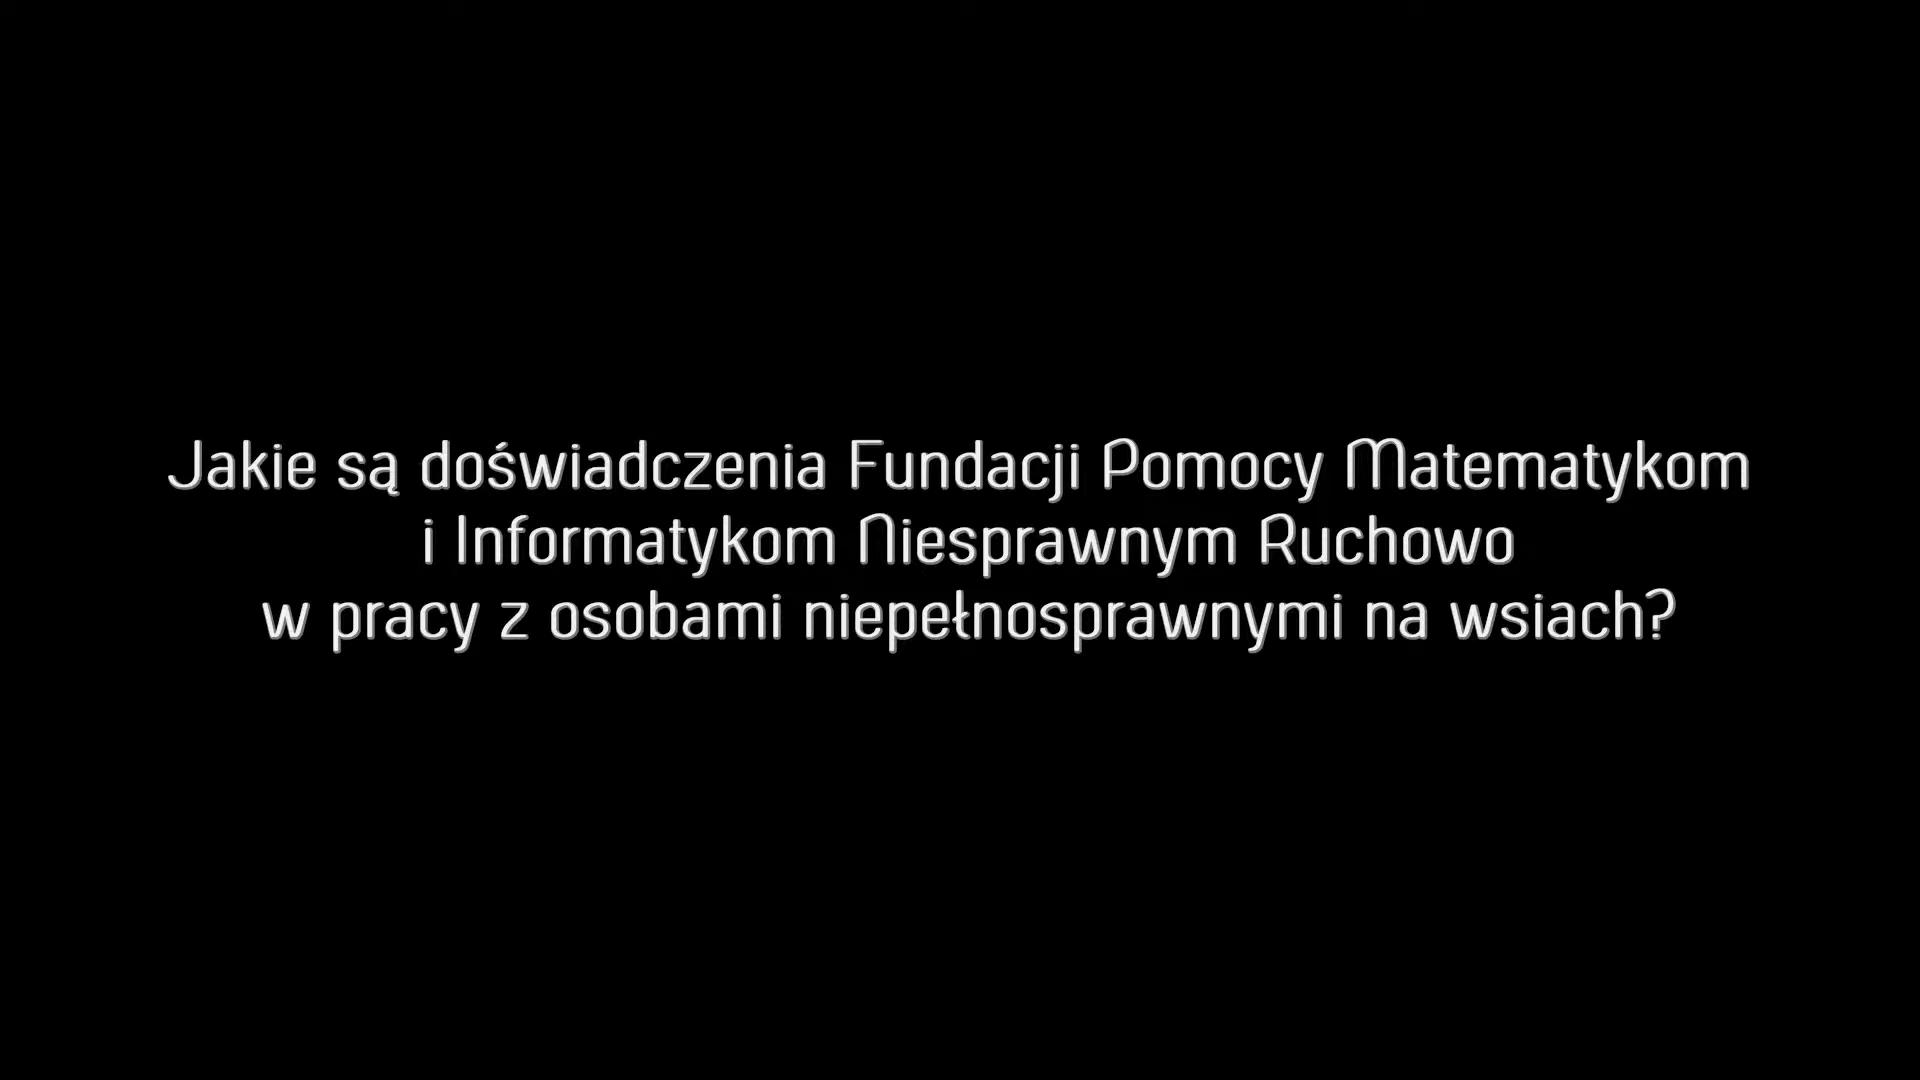 Jakie są doświadczenia Fundacji Pomocy Matematykom
i Informatykom Niesprawnym Ruchowo
w pracy z osobami niepełnosprawnymi na wsiach?